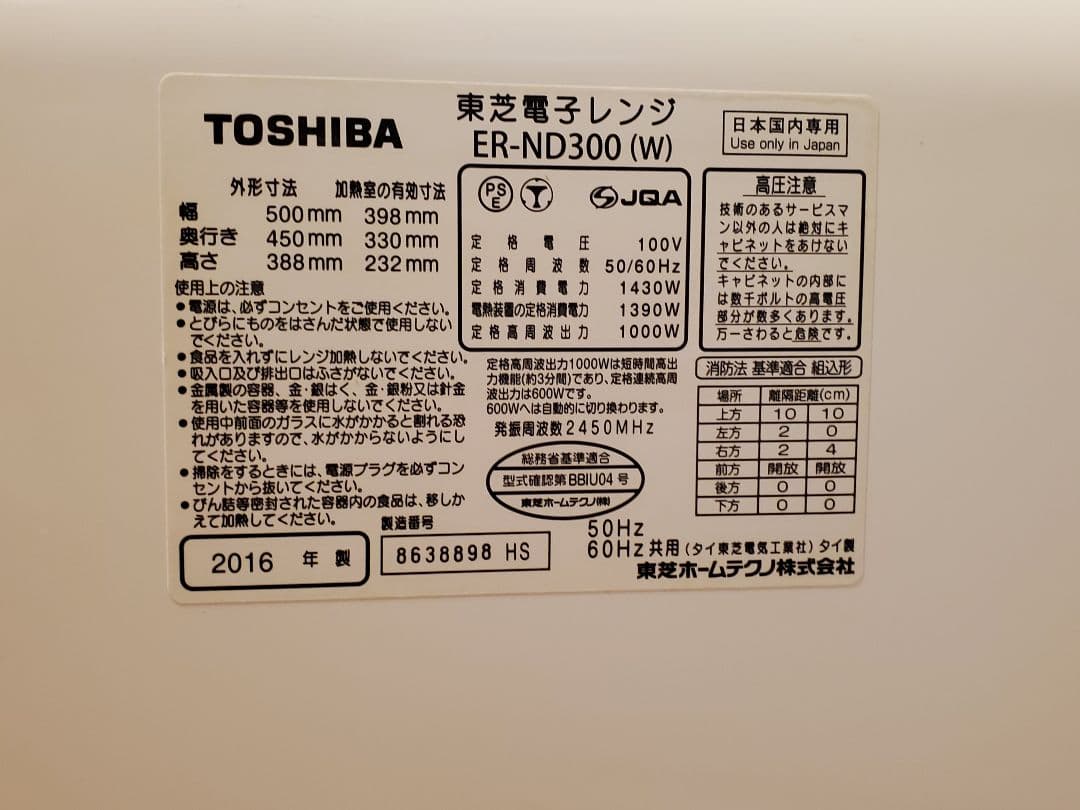 TOSHIBA
東芝電子レンジ
ER-ND300 (W)
日本国内専用
Use only in Japan
外形寸法 加熱室の有効寸法
幅 500mm 398mm
奥行き 450mm 330mm
高さ 388mm 232mm
使用上の注意
●電源は、必ずコンセントをご使用ください。
●とびらにものをはさんだ状態で使用しない
でください。
●食品を入れずにレンジ加熱しないでください。
●吸入口及び排出口はふさがないでください。
●金属製の容器、金・銀はく、金・銀粉又は針金
を用いた容器等を使用しないでください。
●使用中前面のガラスに水がかかると割れる恐
れがありますので、水がかからないようにし
てください。
●掃除をするときには、電源プラグを必ずコン
セントから抜いてください。
●びん詰等密封された容器内の食品は、移しか
えて加熱してください。
PS
E
JQA
定格電圧 100V
定格周波数 50/60Hz
定格消費電力 1430W
電熱装置の定格消費電力 1390W
定格高周波出力 1000W
定格高周波出力1000Wは短時間高出
力機能(約3分間)であり、定格連続高周
波出力は600Wです。
600Wへは自動的に切り換わります。
発振周波数2450MHz
総務省基準適合
型式確認第BBIU04号
東芝ホームテクノ(株)
高圧注意
技術のあるサービスマ
ン以外の人は絶対にキ
ャビネットをあけない
でください。
キャビネットの内部に
は数千ボルトの高電圧
部分が数多くあります。
万一さわると危険です。
消防法 基準適合 組込形
場所 離隔距離(cm)
上方 10 10
左方 2 0
右方 2 4
前方 開放 開放
後方 0 0
下方 0 0
2016 年 製
製造番号
8638898 HS
50Hz
60Hz共用(タイ東芝電気工業社)タイ製
東芝ホームテクノ株式会社